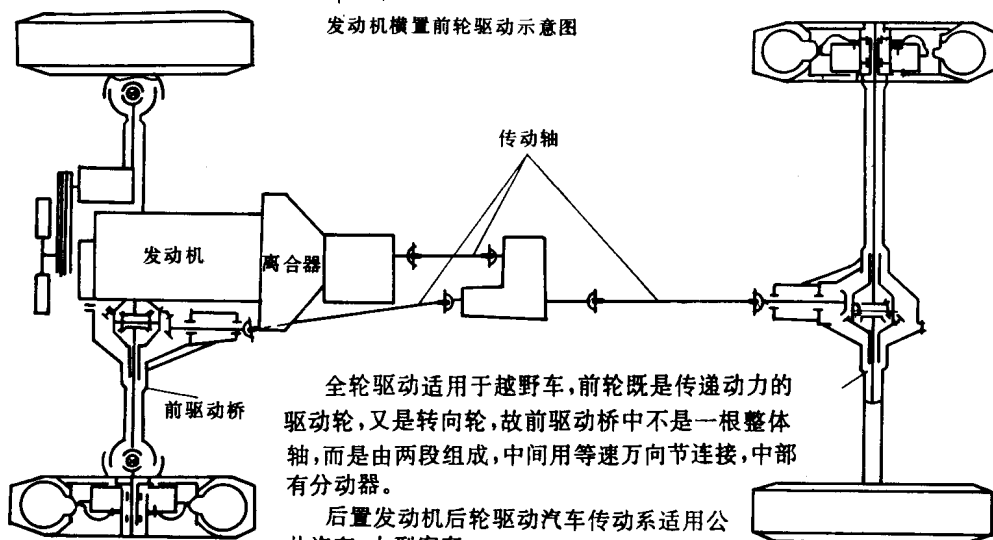 发动机横置前轮驱动示意图
传动轴
发动机
离合器
前驱动桥
全轮驱动适用于越野车,前轮既是传递动力的
驱动轮,又是转向轮,故前驱动桥中不是一根整体
轴,而是由两段组成,中间用等速万向节连接,中部
有分动器。
后置发动机后轮驱动汽车传动系适用公